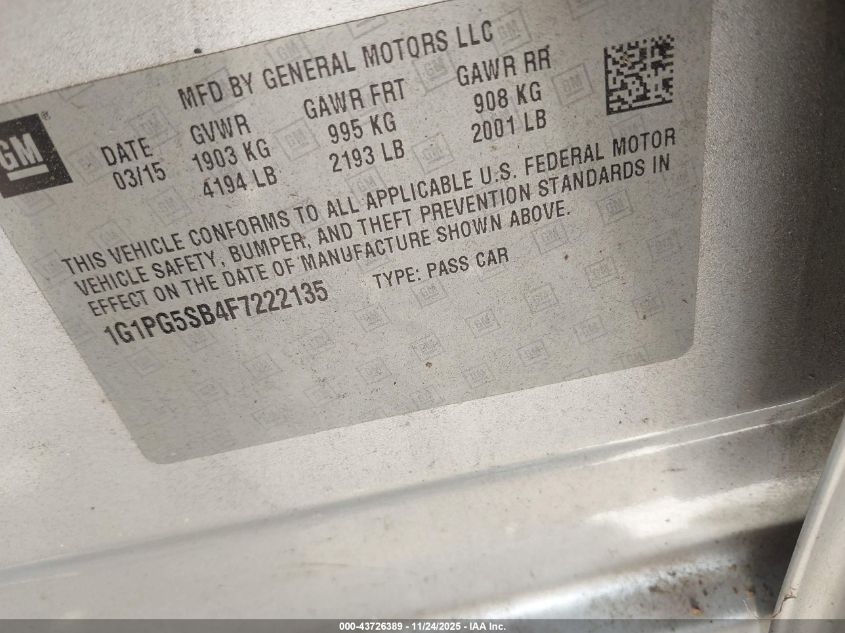 MFD BY GENERAL MOTORS LLC
GM®
DATE GVWR GAWR FRT GAWR RR
03/15 1903 KG 995 KG 908 KG
4194 LB 2193 LB 2001 LB
THIS VEHICLE CONFORMS TO ALL APPLICABLE U.S. FEDERAL MOTOR
VEHICLE SAFETY, BUMPER, AND THEFT PREVENTION STANDARDS IN
EFFECT ON THE DATE OF MANUFACTURE SHOWN ABOVE.
1G1PG5SB4F7222135 TYPE: PASS CAR
000-43726389 - 11/24/2025 - IAA Inc.